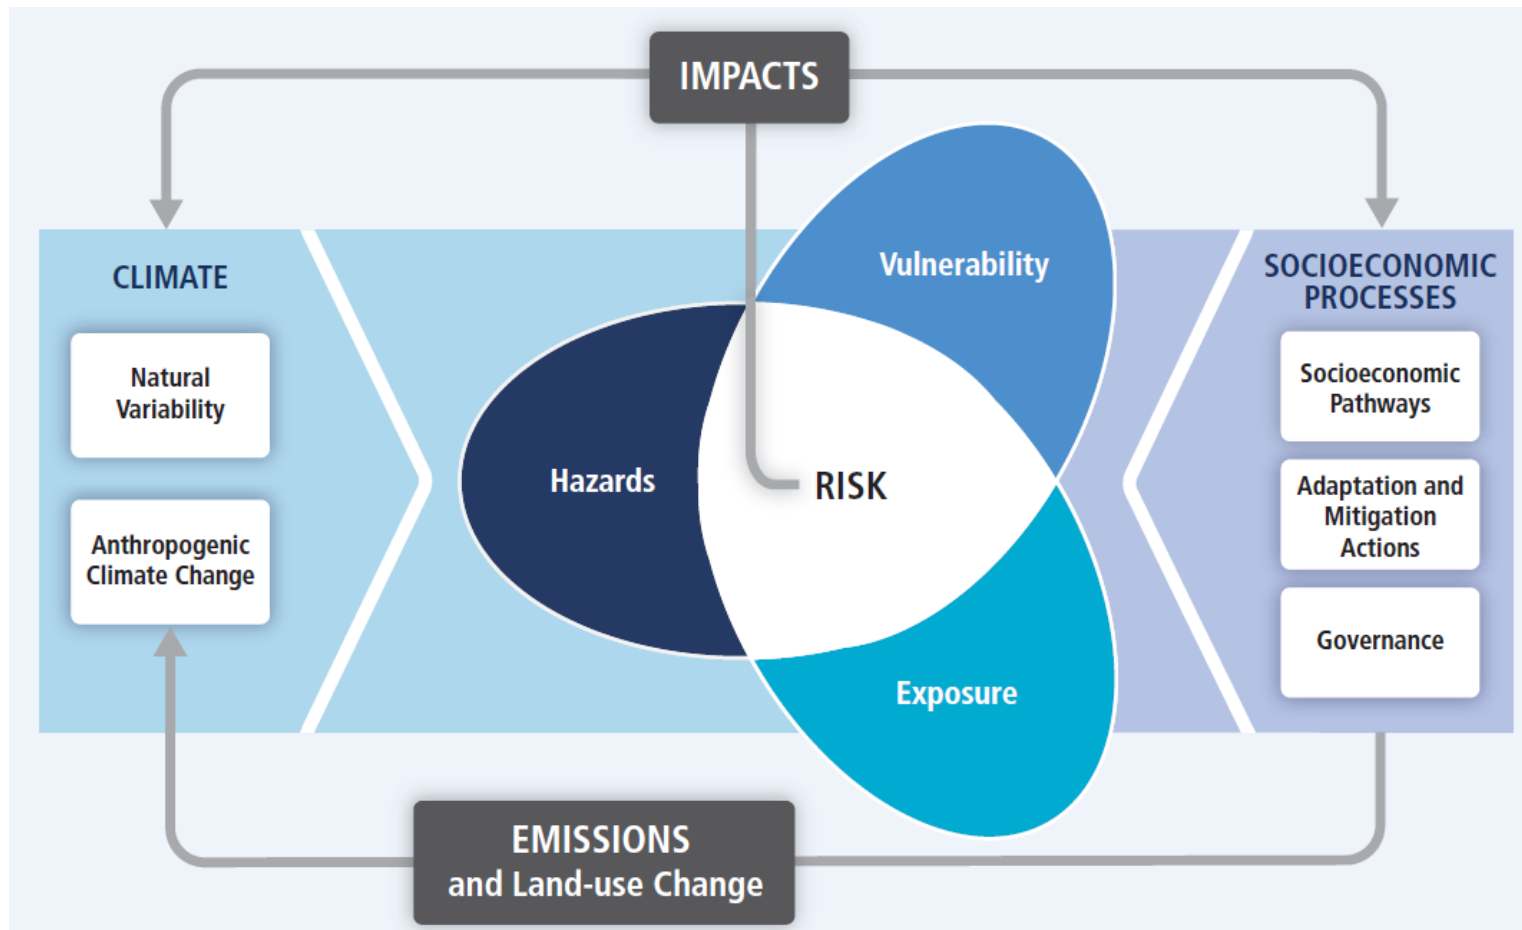 IMPACTS
CLIMATE
Natural
Variability
Anthropogenic
Climate Change
Vulnerability
Hazards
RISK
Exposure
SOCIOECONOMIC
PROCESSES
Socioeconomic
Pathways
Adaptation and
Mitigation
Actions
Governance
EMISSIONS
and Land-use Change